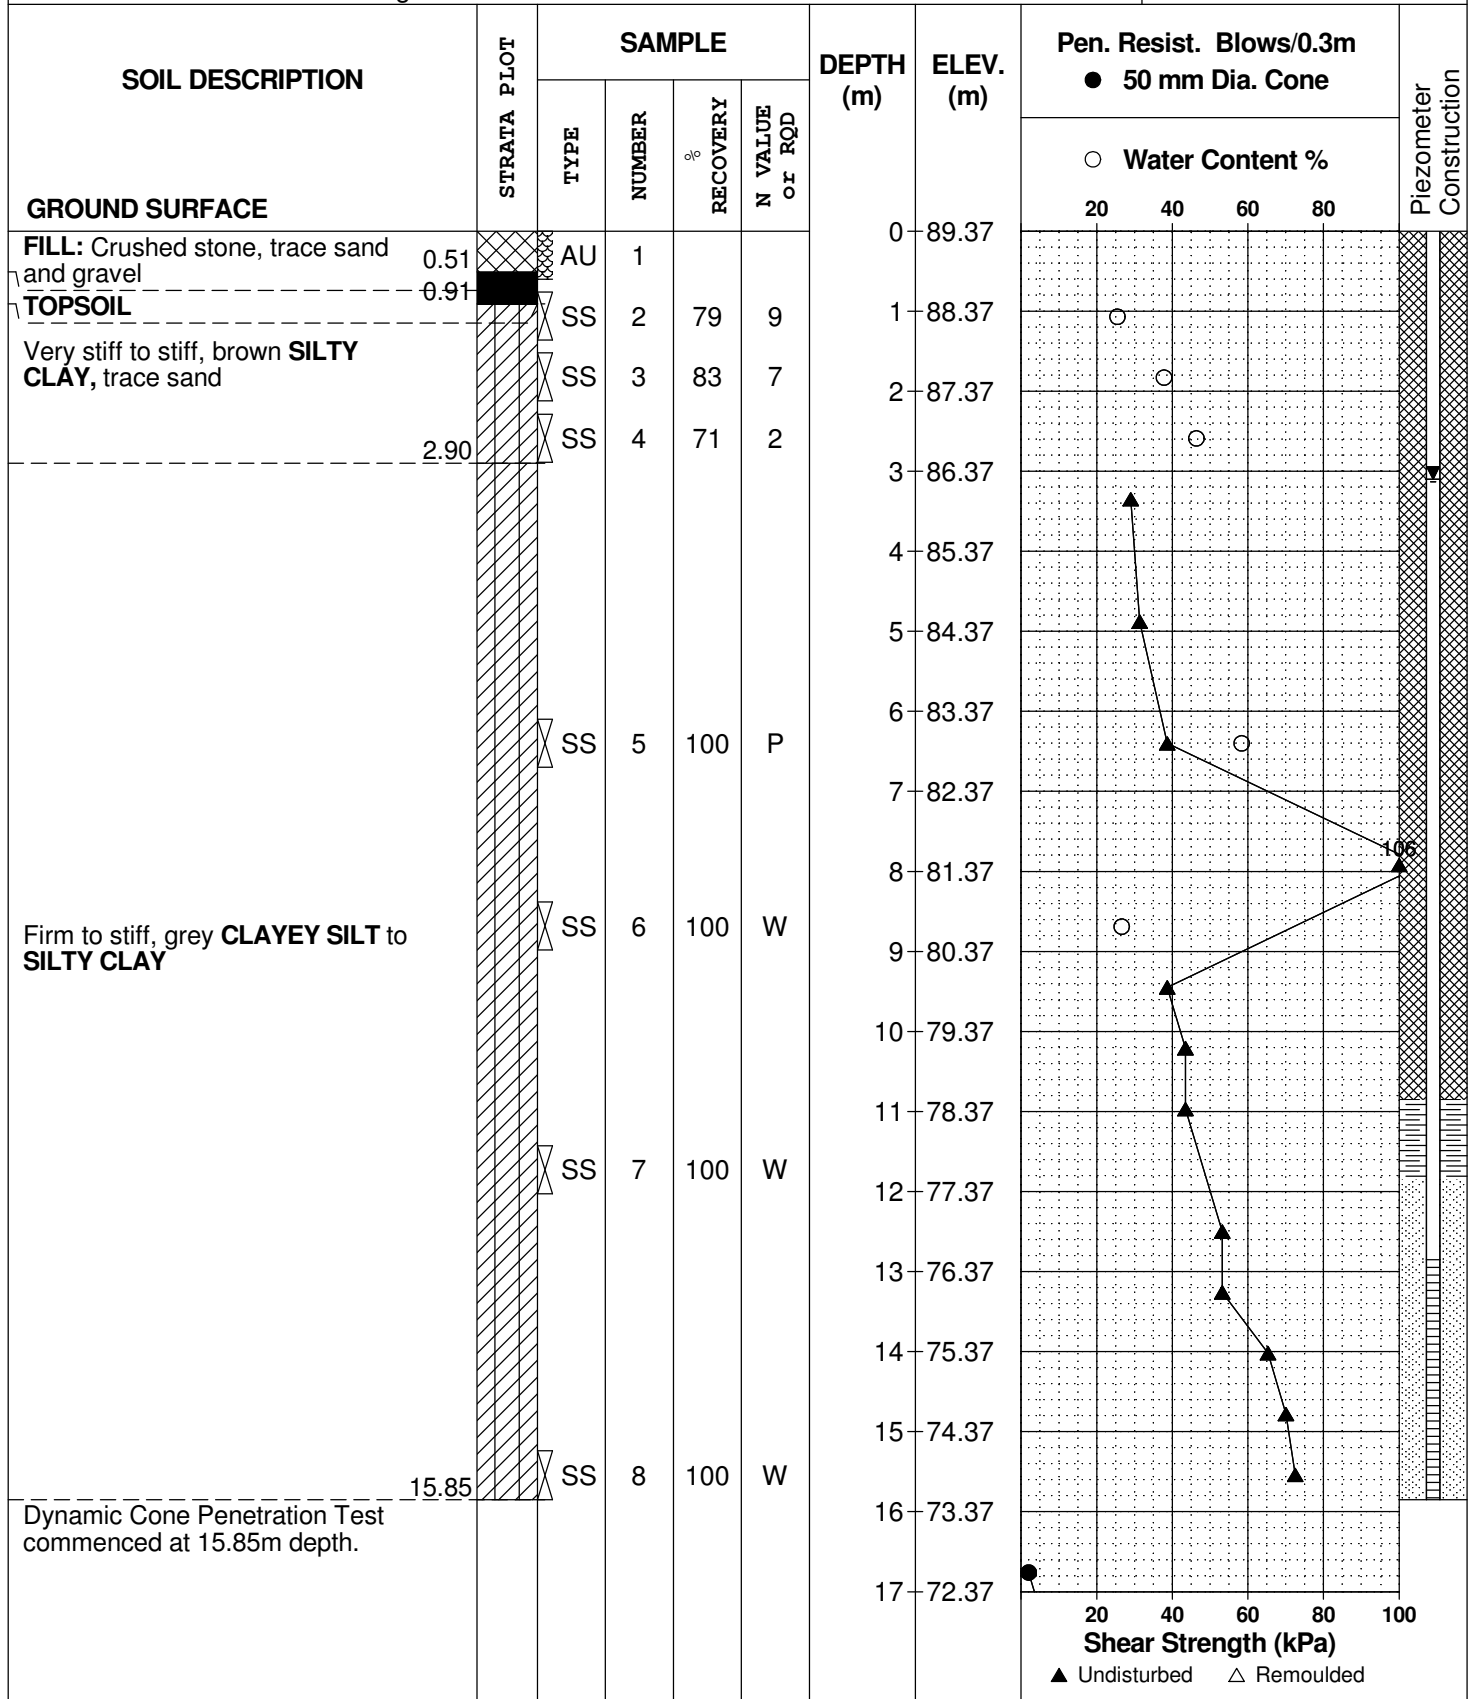 SOIL DESCRIPTION
GROUND SURFACE
STRATA PLOT
SAMPLE
TYPE
NUMBER
%
RECOVERY
N VALUE
or RQD
DEPTH
(m)
ELEV.
(m)
Pen. Resist. Blows/0.3m
● 50 mm Dia. Cone
○ Water Content %
20 40 60 80
Piezometer
Construction
0 89.37
FILL: Crushed stone, trace sand
and gravel
0.51
AU 1
0.91
TOPSOIL
SS 2 79 9
1 88.37
Very stiff to stiff, brown SILTY
CLAY, trace sand
SS 3 83 7
2 87.37
SS 4 71 2
2.90
3 86.37
4 85.37
5 84.37
6 83.37
SS 5 100 P
7 82.37
106
8 81.37
Firm to stiff, grey CLAYEY SILT to
SILTY CLAY
SS 6 100 W
9 80.37
10 79.37
11 78.37
SS 7 100 W
12 77.37
13 76.37
14 75.37
15 74.37
SS 8 100 W
15.85
Dynamic Cone Penetration Test
commenced at 15.85m depth.
16 73.37
17 72.37
20 40 60 80 100
Shear Strength (kPa)
▲ Undisturbed △ Remoulded